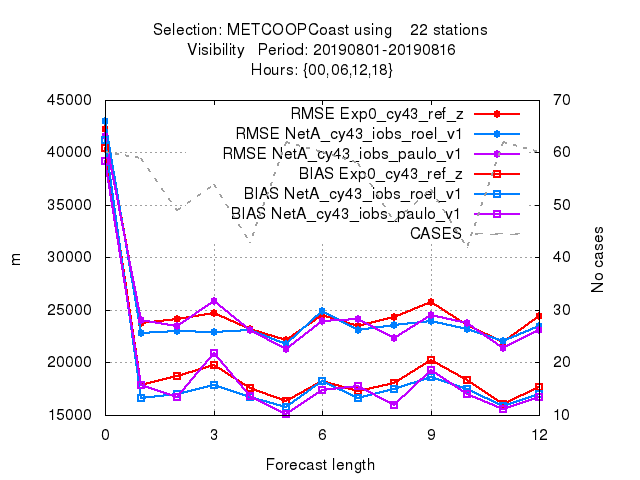 Selection: METCOOPCoast using 22 stations
Visibility Period: 20190801-20190816
Hours: {00,06,12,18}
45000
40000
35000
30000
25000
20000
15000
m
70
60
50
40
30
20
10
No cases
RMSE Exp0_cy43_ref_z
RMSE NetA_cy43_iobs_roel_v1
RMSE NetA_cy43_iobs_paulo_v1
BIAS Exp0_cy43_ref_z
BIAS NetA_cy43_iobs_roel_v1
BIAS NetA_cy43_iobs_paulo_v1
CASES
0 3 6 9 12
Forecast length